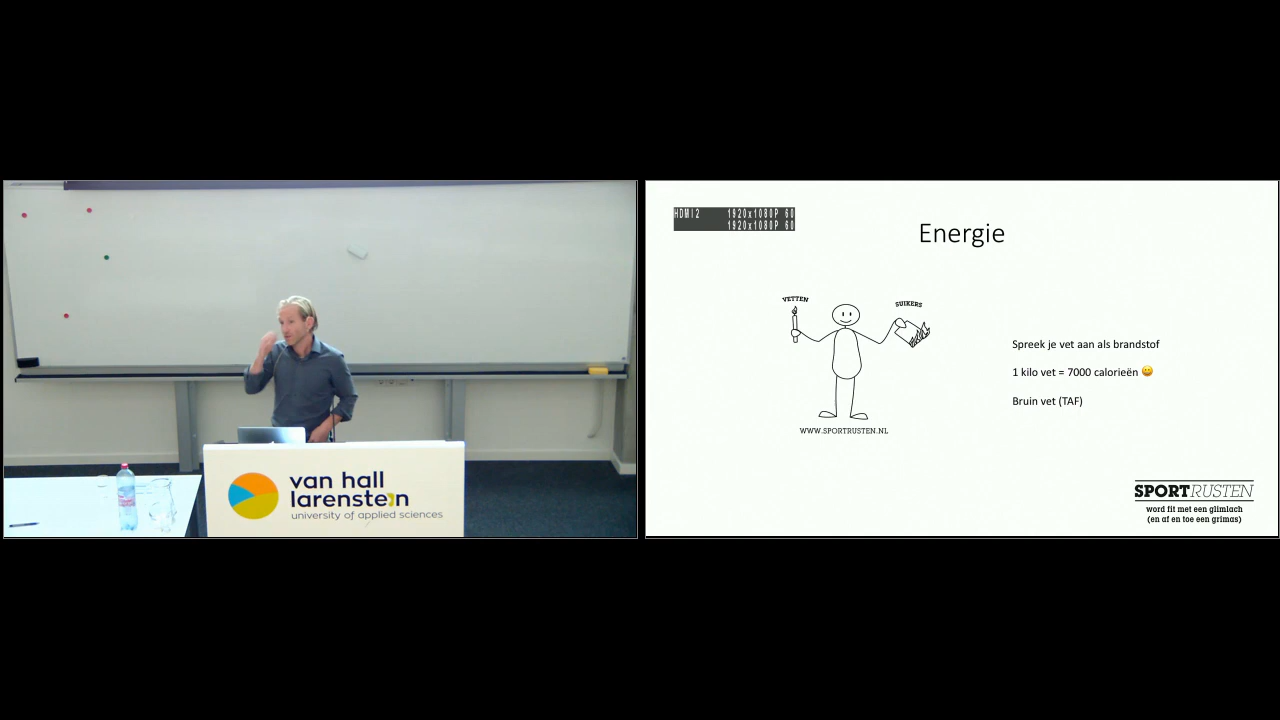 van hall
larenstein
university of applied sciences
HDMI2 1920x1080P 60
1920x1080P 60
Energie
VETTEN
SUIKERS
WWW.SPORTRUSTEN.NL
Spreek je vet aan als brandstof
1 kilo vet = 7000 calorieën 😀
Bruin vet (TAF)
SPORTRUSTEN
word fit met een glimlach
(en af en toe een grimas)